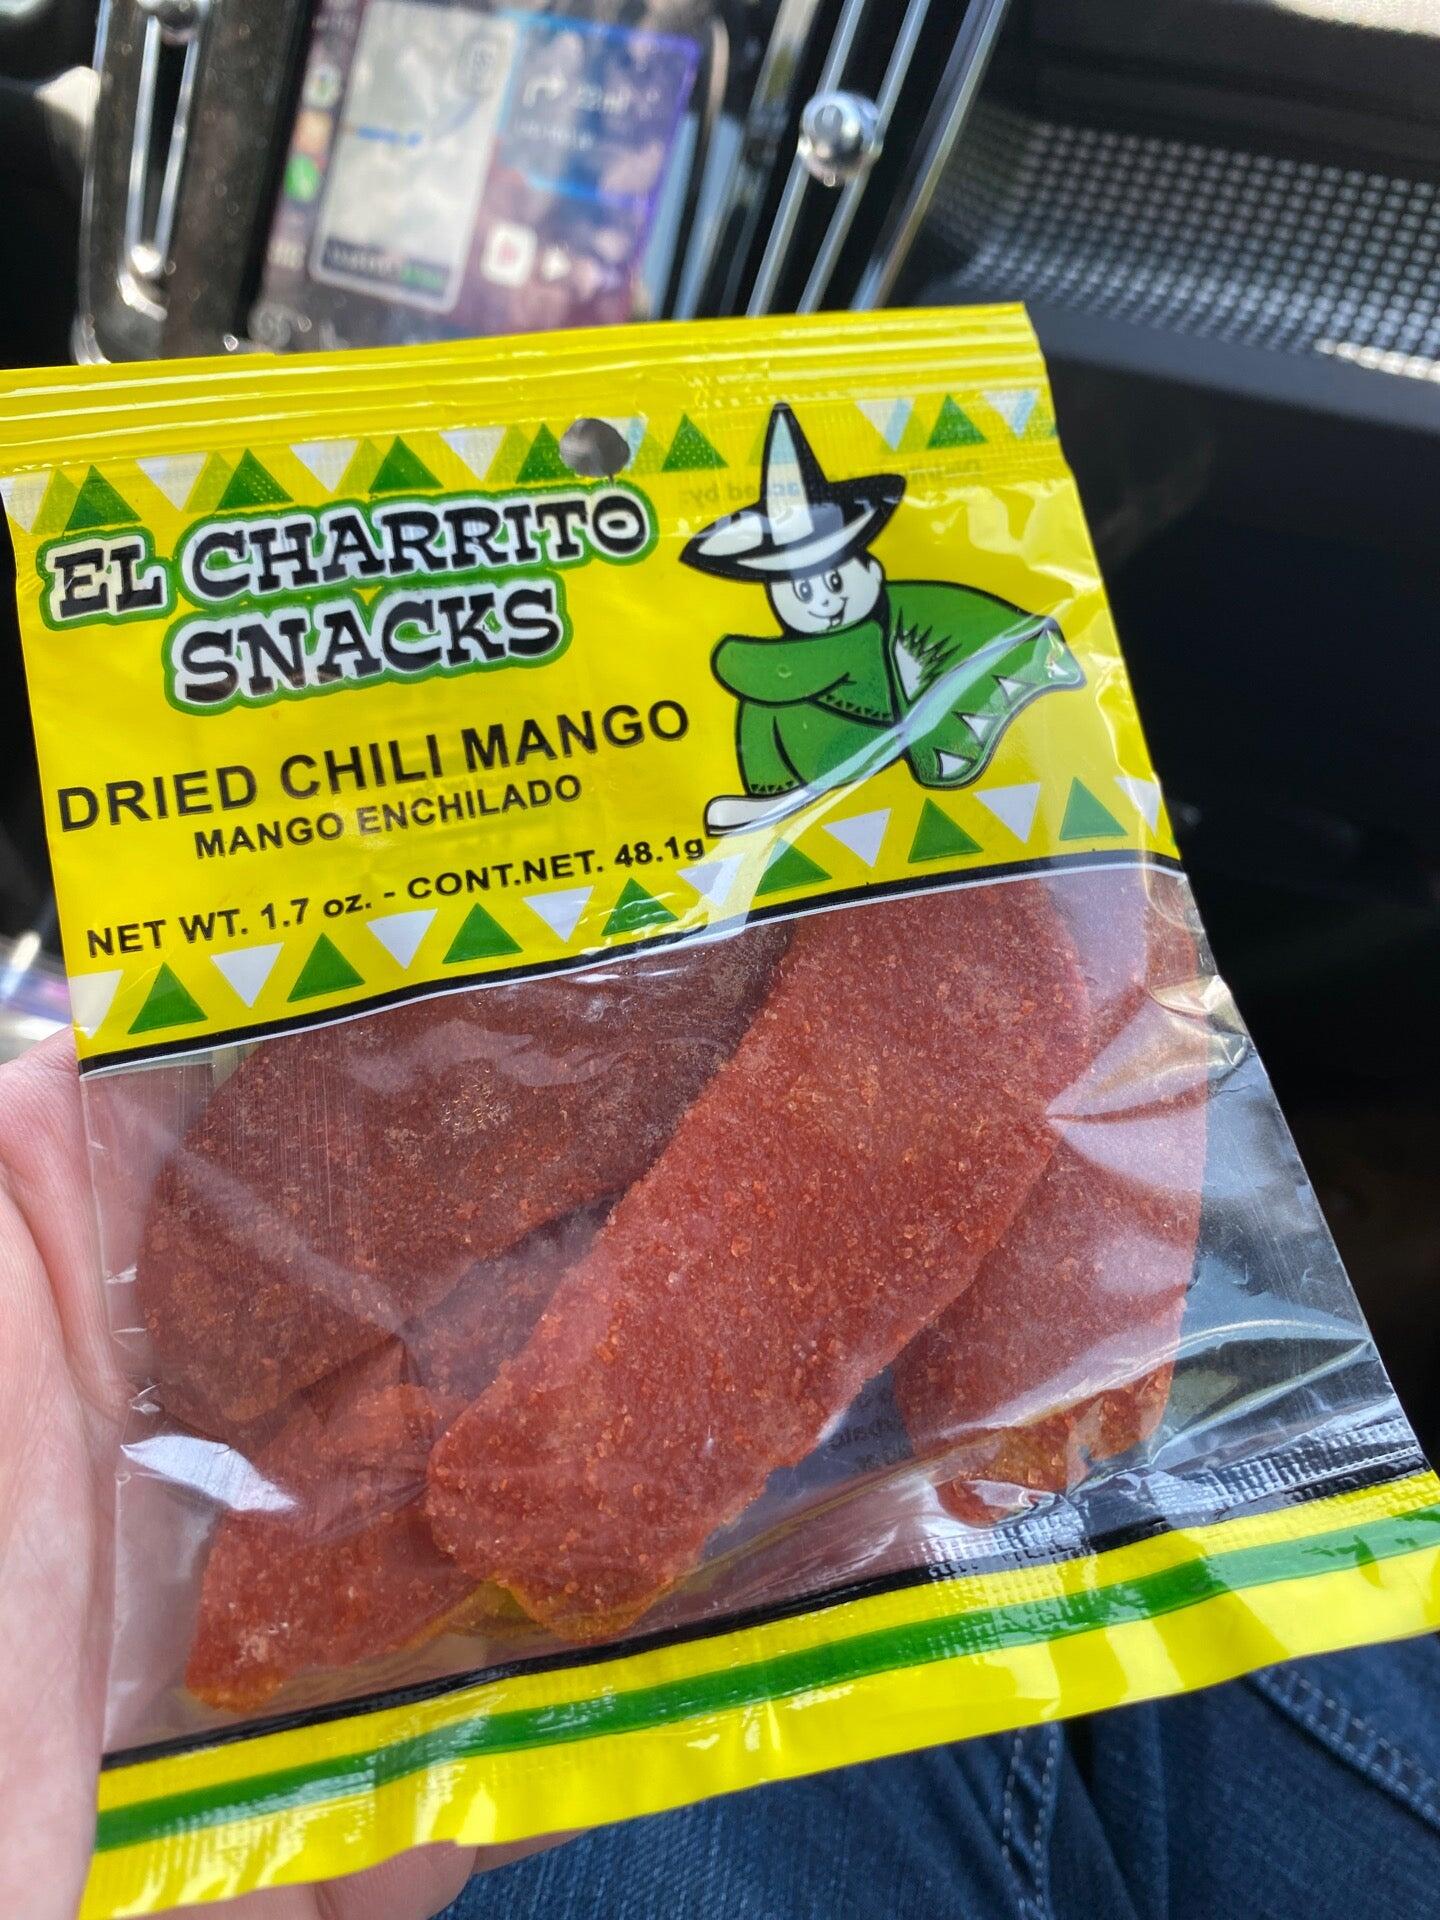 EL CHARRITO
SNACKS
DRIED CHILI MANGO
MANGO ENCHILADO
NET WT. 1.7 oz. - CONT.NET. 48.1g